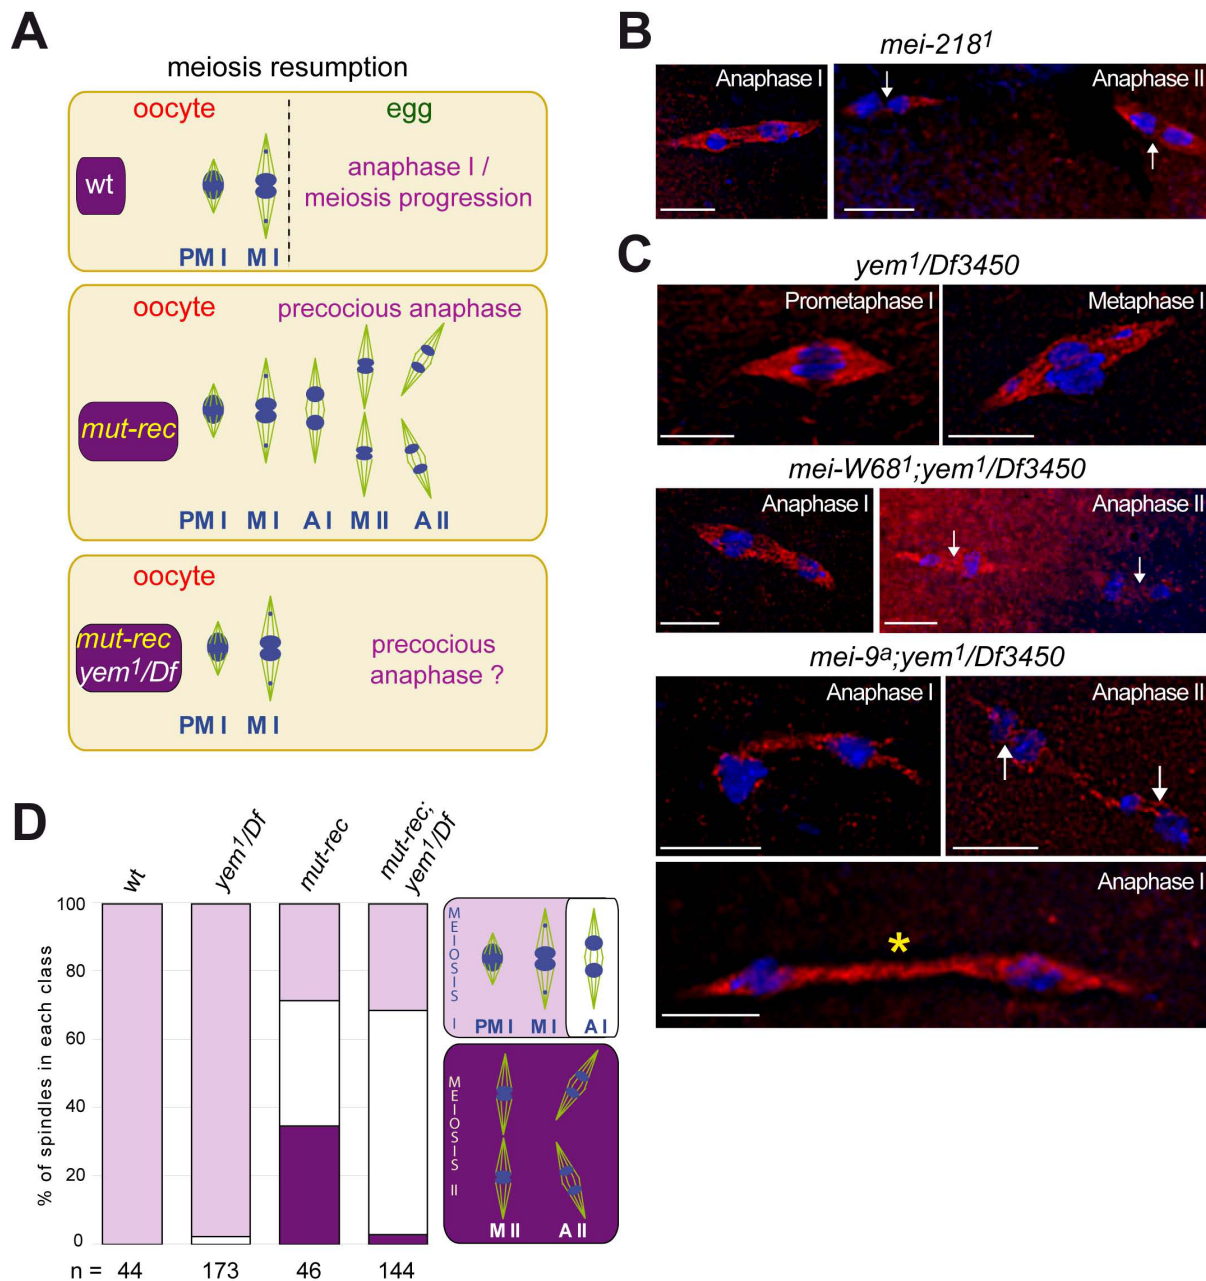 A
meiosis resumption
oocyte
egg
wt
anaphase I /
meiosis progression
PM I M I
oocyte
precocious anaphase
mut-rec
PM I M I A I M II A II
oocyte
mut-rec
yem1/Df
precocious
anaphase ?
PM I M I
B
mei-218¹
Anaphase I
Anaphase II
C
yem¹/Df3450
Prometaphase I
Metaphase I
mei-W68¹;yem¹/Df3450
Anaphase I
Anaphase II
mei-9ª;yem¹/Df3450
Anaphase I
Anaphase II
Anaphase I
*
D
wt
yem¹/Df
mut-rec
mut-rec;
yem¹/Df
% of spindles in each class
100
80
60
40
20
0
n = 44 173 46 144
MEIOSIS I
PM I M I A I
MEIOSIS II
M II A II